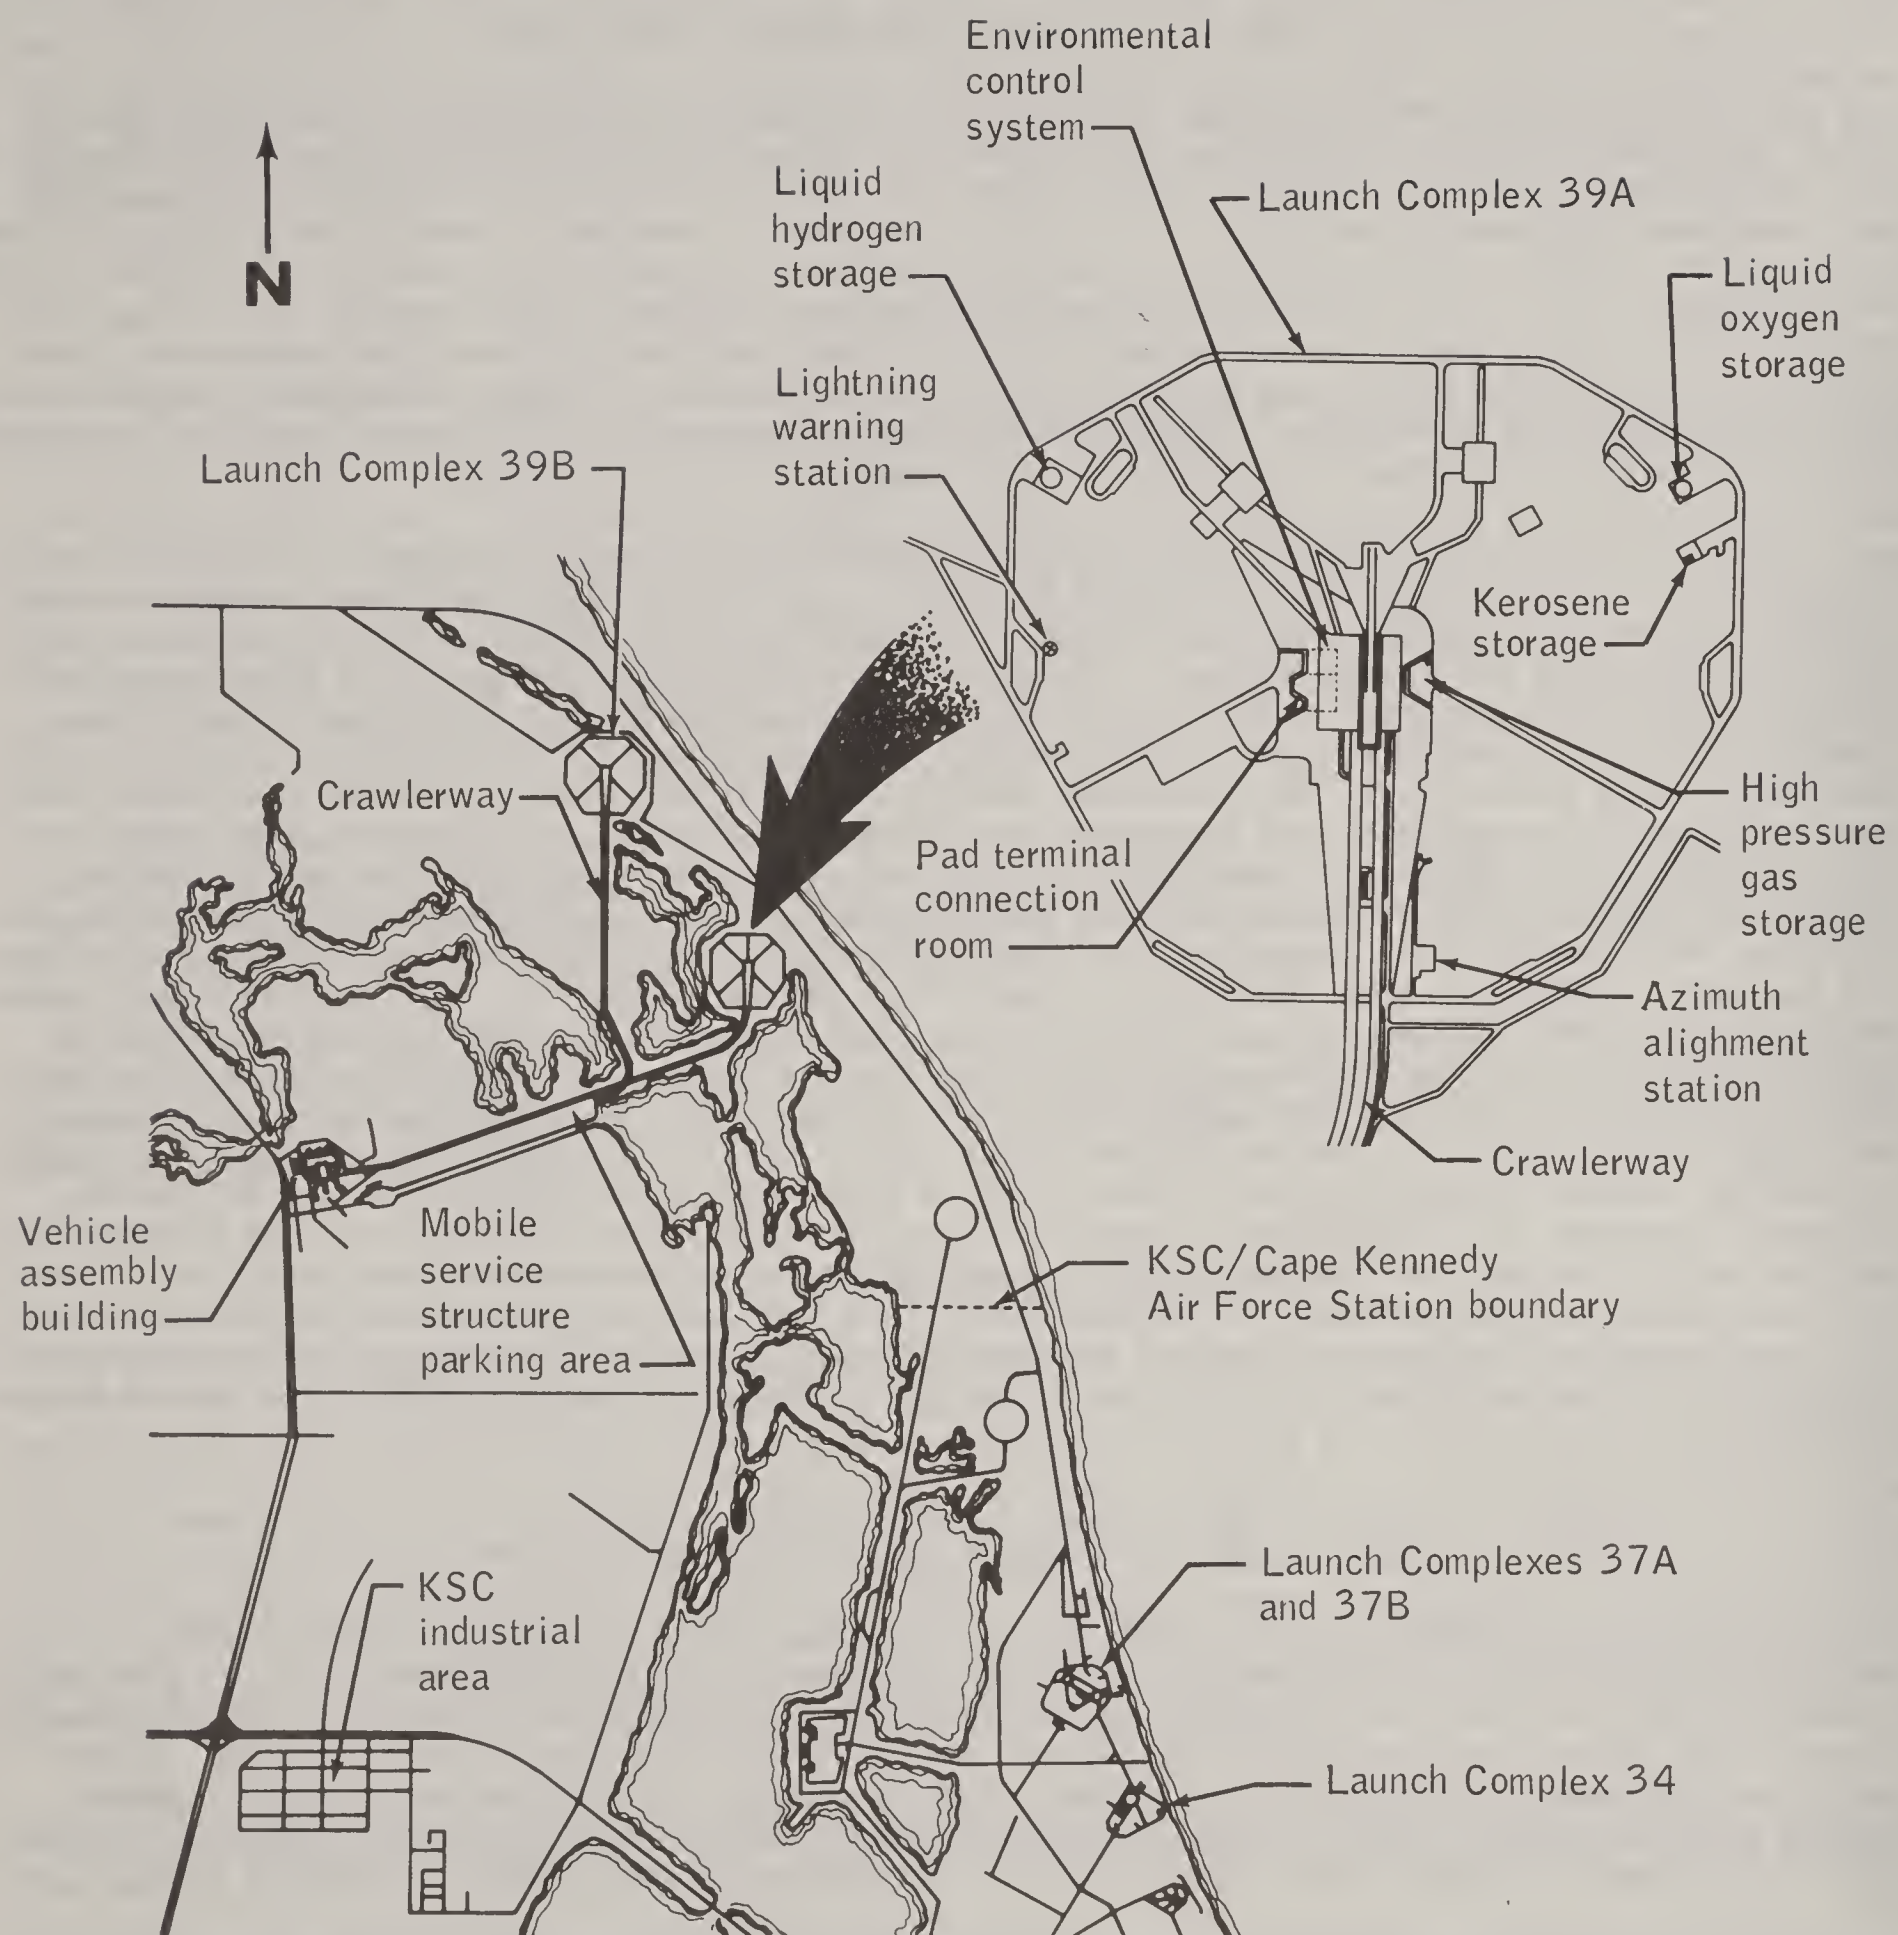 Environmental
control
system
Launch Complex 39A
Liquid
hydrogen
storage
Liquid
oxygen
storage
N
Lightning
warning
station
Launch Complex 39B
Kerosene
storage
Crawlerway
High
pressure
gas
storage
Pad terminal
connection
room
Azimuth
alighment
station
Crawlerway
Vehicle
assembly
building
Mobile
service
structure
parking area
KSC/Cape Kennedy
Air Force Station boundary
KSC
industrial
area
Launch Complexes 37A
and 37B
Launch Complex 34